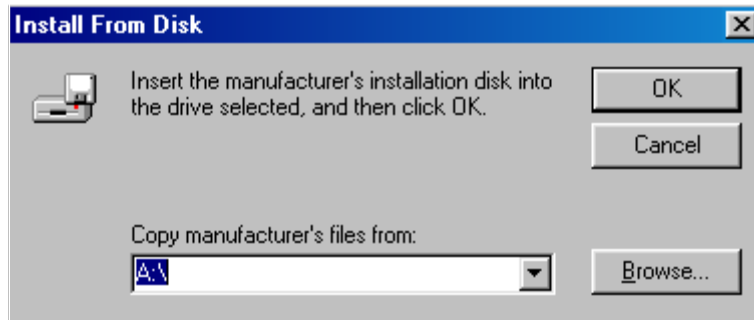 Install From Disk
Insert the manufacturer's installation disk into
the drive selected, and then click OK.
OK
Cancel
Copy manufacturer's files from:
A:\
Browse...